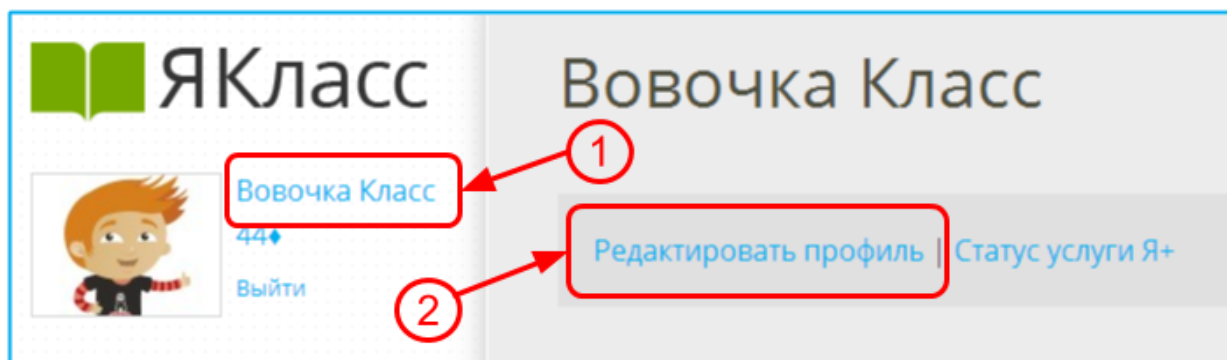 ЯКласс
Вовочка Класс
44♦
Выйти
Вовочка Класс
1
Редактировать профиль | Статус услуги Я+
2